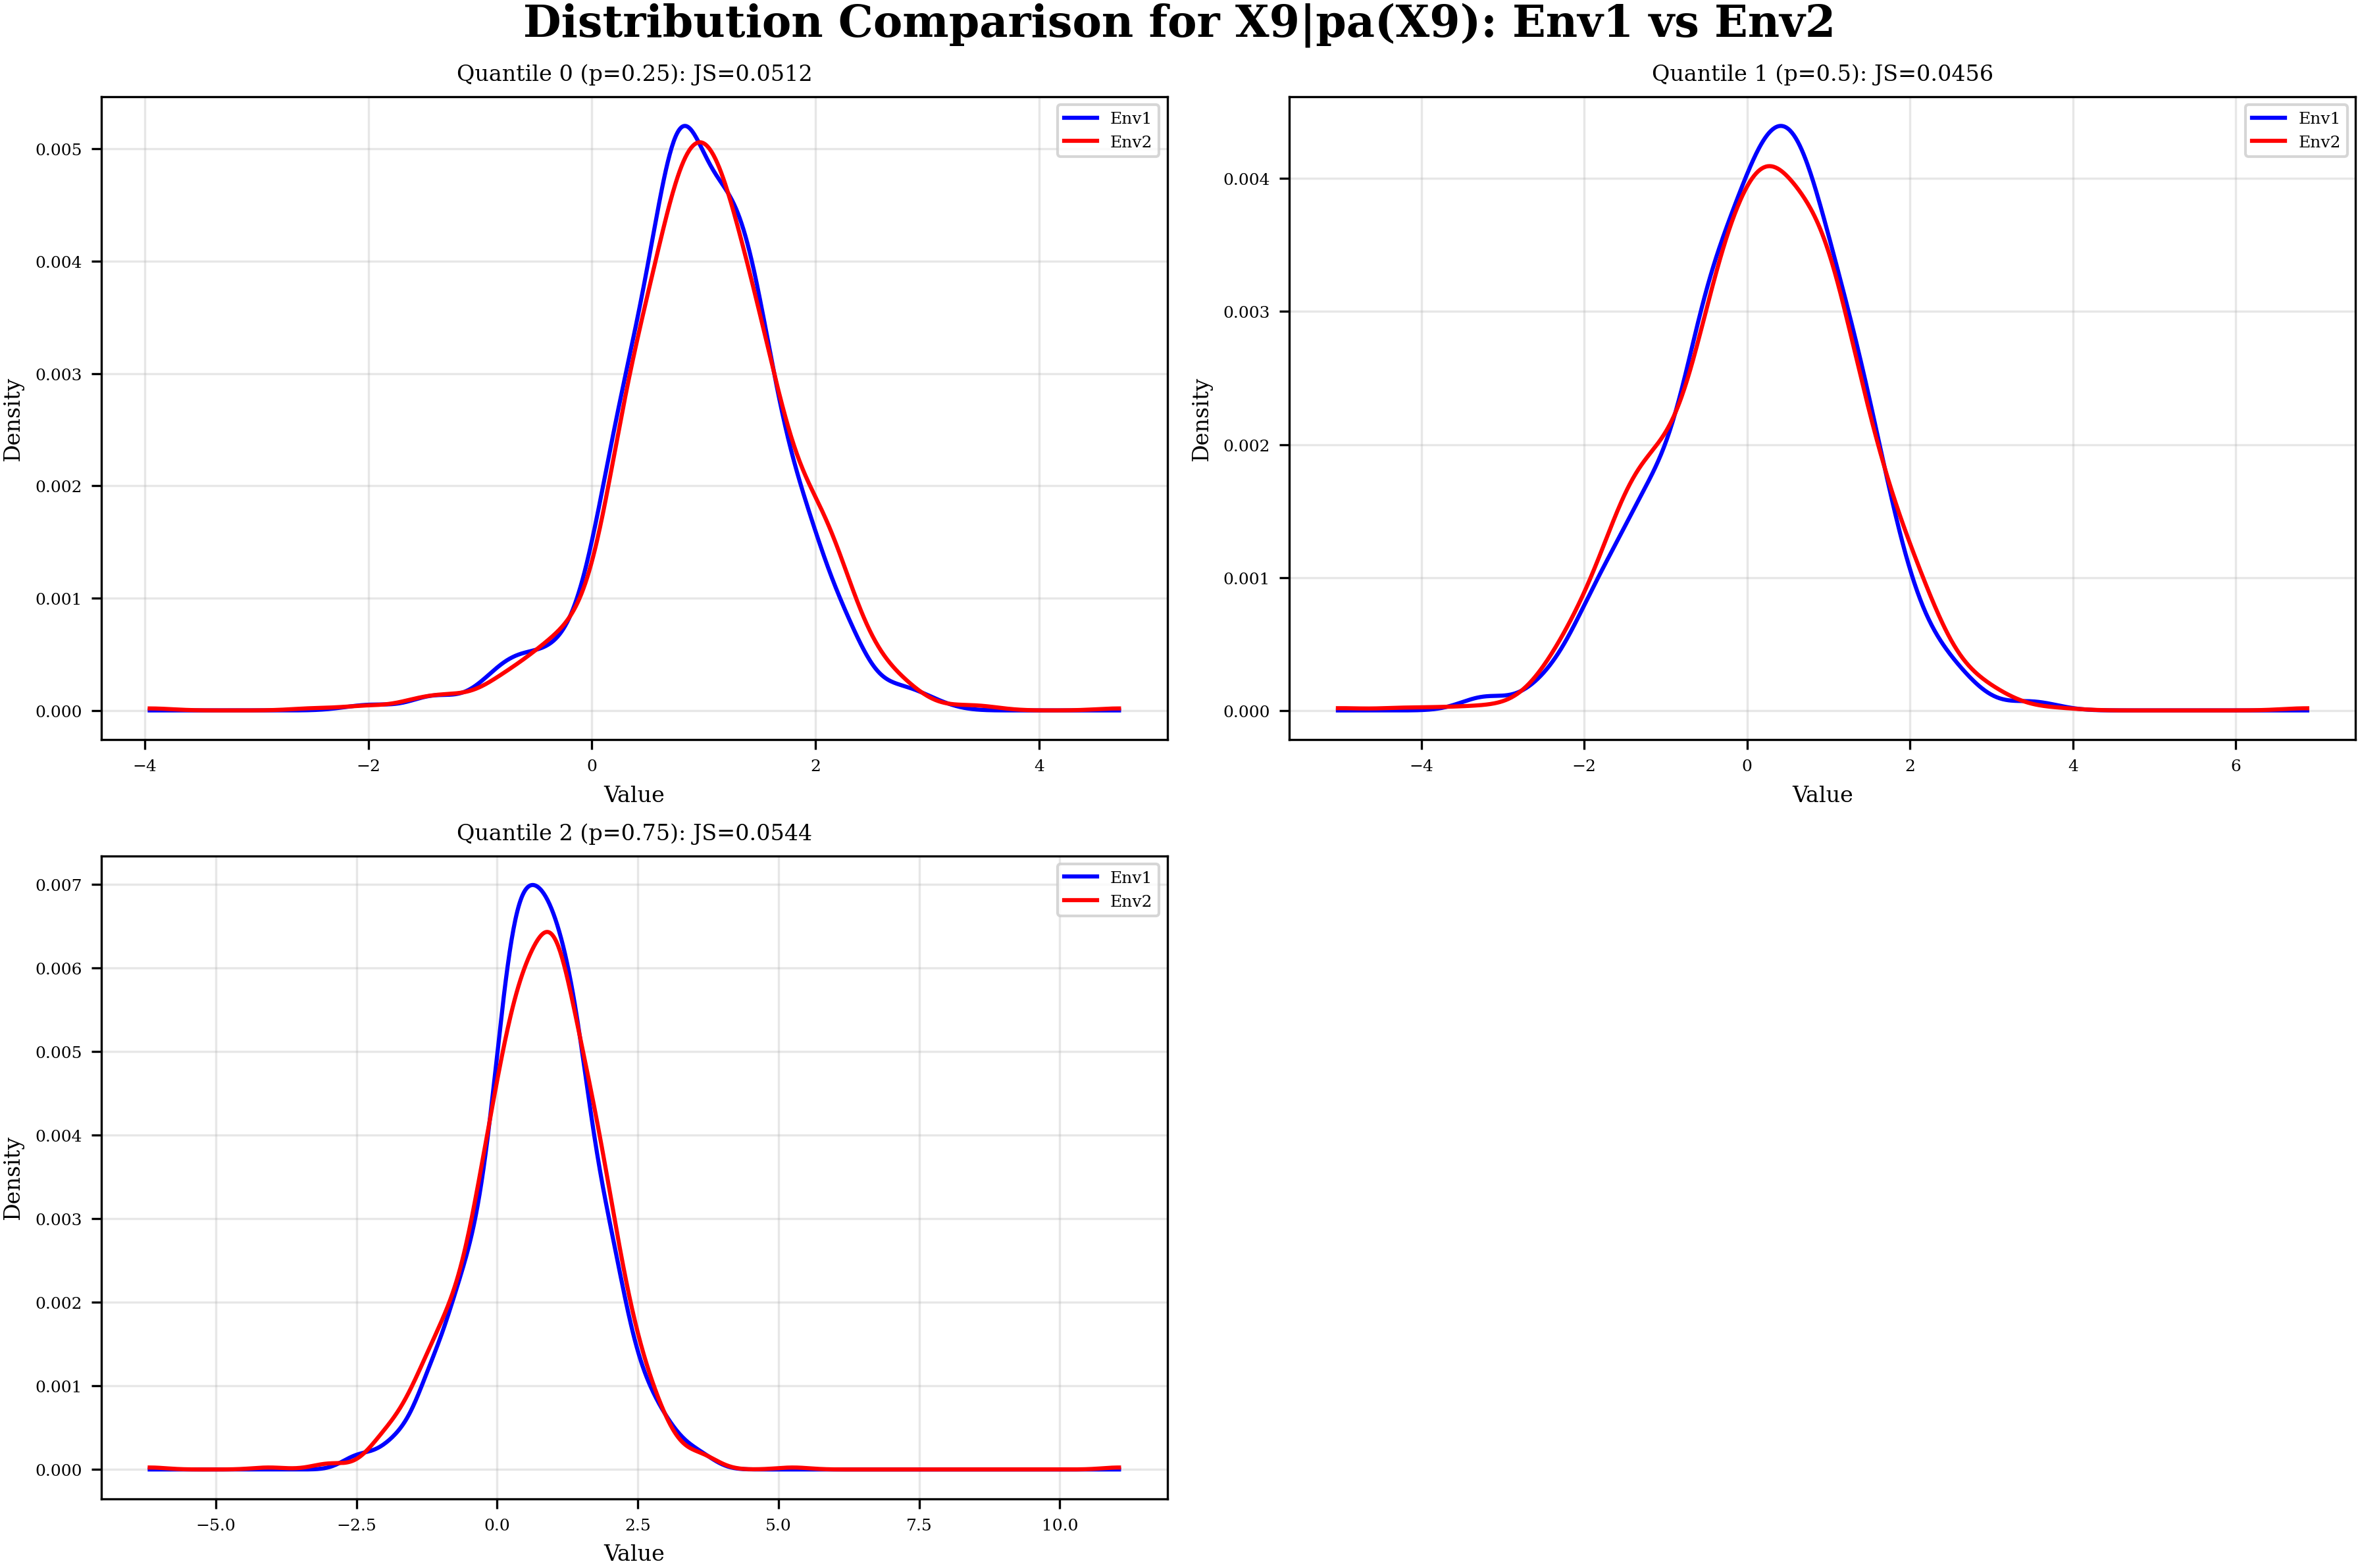 Distribution Comparison for X9|pa(X9): Env1 vs Env2
Quantile 0 (p=0.25): JS=0.0512
Env1
Env2
0.005
0.004
0.003
0.002
0.001
0.000
Density
−4
−2
0
2
4
Value
Quantile 1 (p=0.5): JS=0.0456
Env1
Env2
0.004
0.003
0.002
0.001
0.000
Density
−4
−2
0
2
4
6
Value
Quantile 2 (p=0.75): JS=0.0544
Env1
Env2
0.007
0.006
0.005
0.004
0.003
0.002
0.001
0.000
Density
−5.0
−2.5
0.0
2.5
5.0
7.5
10.0
Value